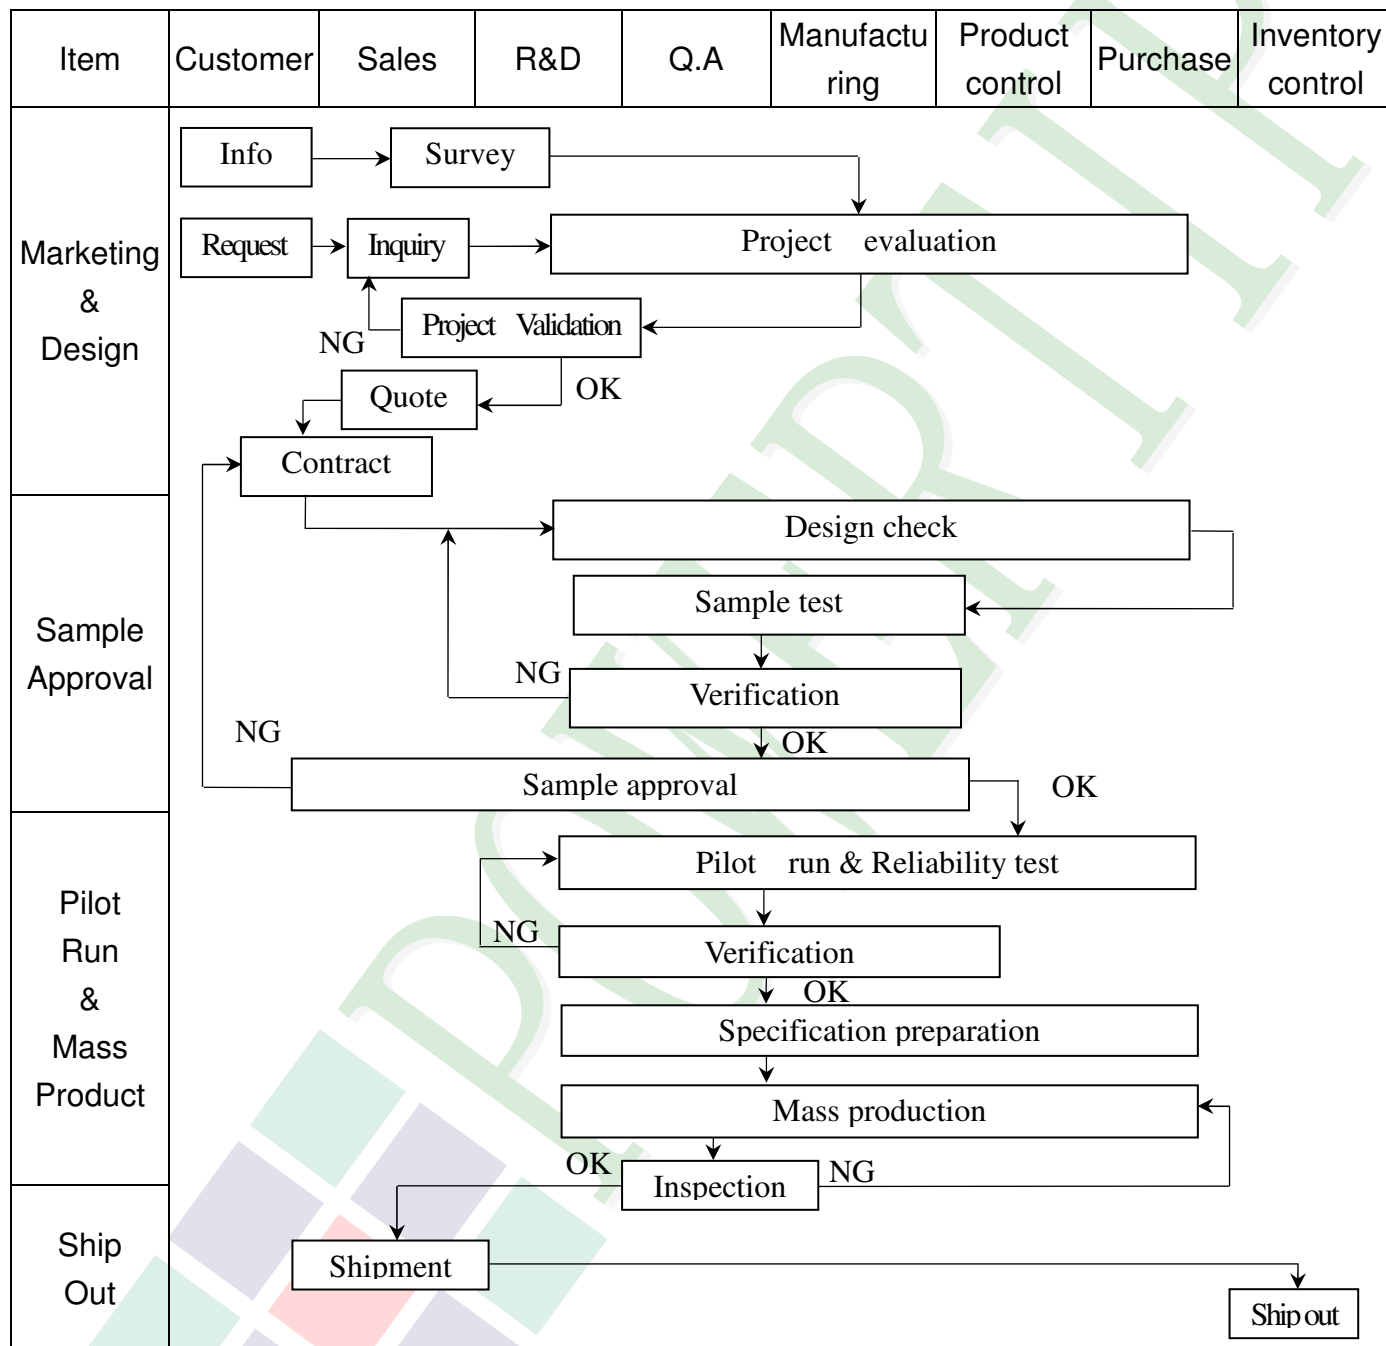 Item
Customer
Sales
R&D
Q.A
Manufactu
ring
Product
control
Purchase
Inventory
control
Marketing
&
Design
Info
Survey
Request
Inquiry
Project evaluation
Project Validation
NG
OK
Quote
Contract
Sample
Approval
Design check
Sample test
NG
Verification
NG
OK
Sample approval
OK
Pilot
Run
&
Mass
Product
Pilot run & Reliability test
NG
Verification
OK
Specification preparation
Mass production
OK
Inspection
NG
Ship
Out
Shipment
Ship out
POWERTIP